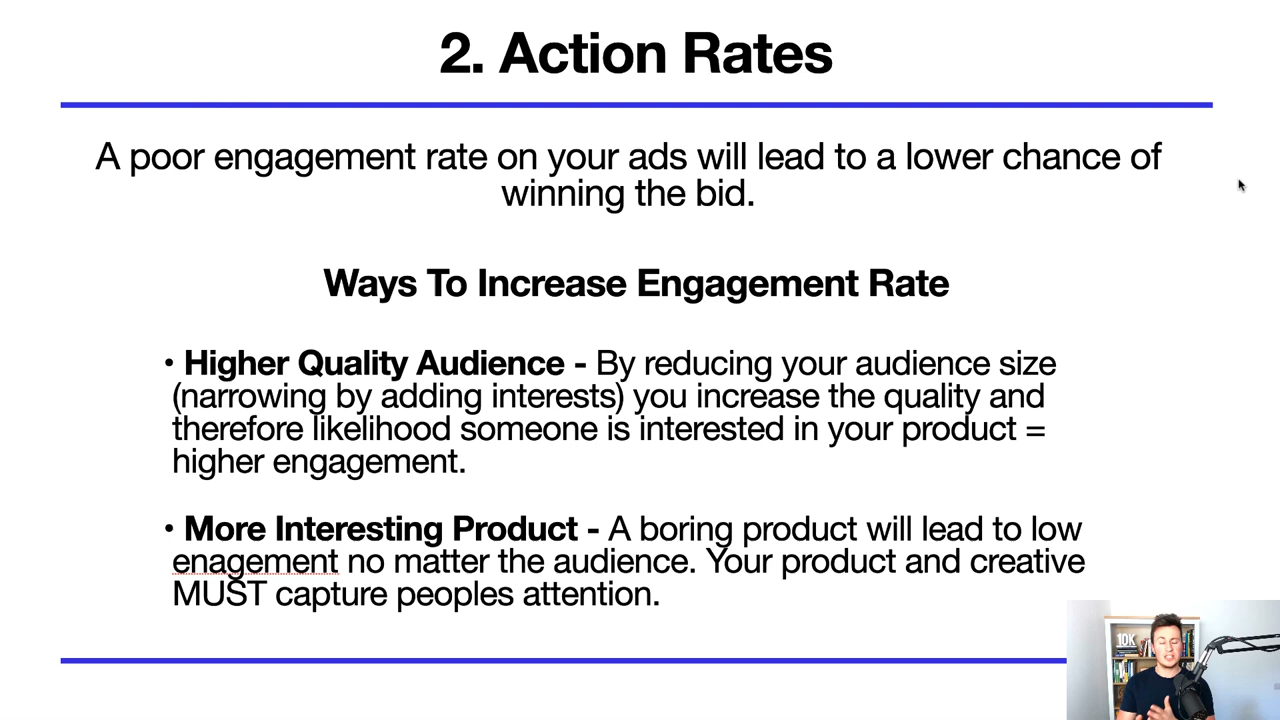 2. Action Rates
A poor engagement rate on your ads will lead to a lower chance of
winning the bid.
Ways To Increase Engagement Rate
• Higher Quality Audience - By reducing your audience size
(narrowing by adding interests) you increase the quality and
therefore likelihood someone is interested in your product =
higher engagement.
• More Interesting Product - A boring product will lead to low
enagement no matter the audience. Your product and creative
MUST capture peoples attention.
10K